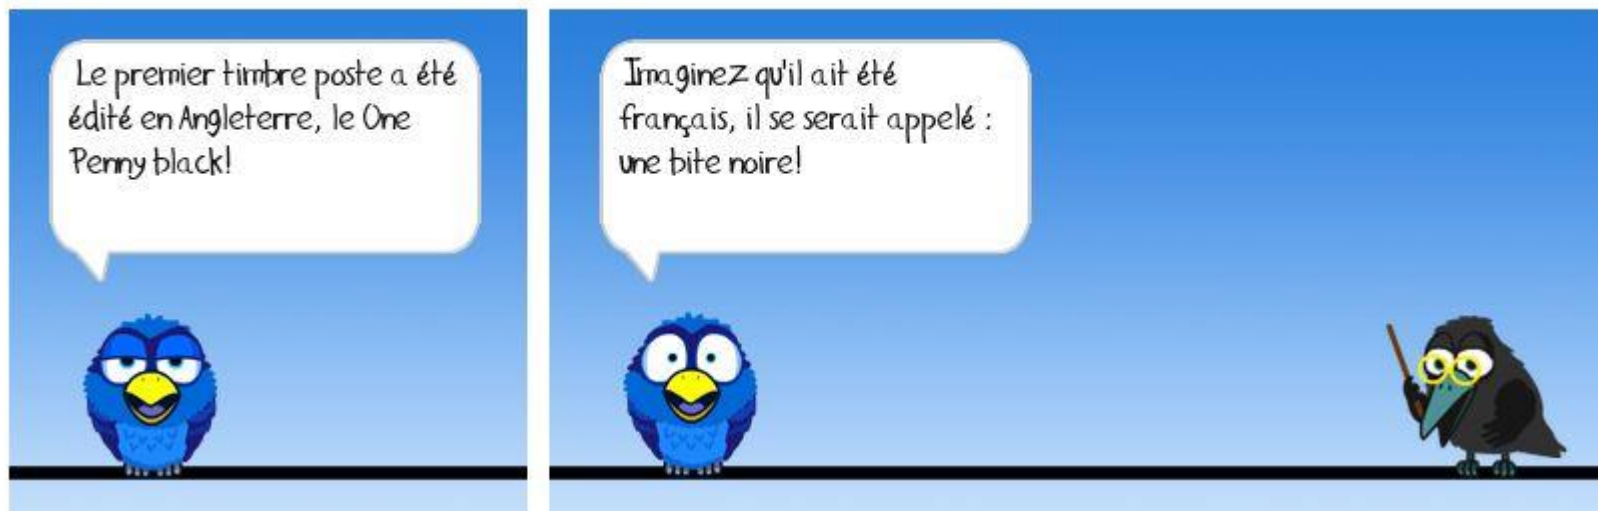 Le premier timbre poste a été
édité en Angleterre, le One
Penny black!
Imaginez qu'il ait été
français, il se serait appelé :
une bite noire!